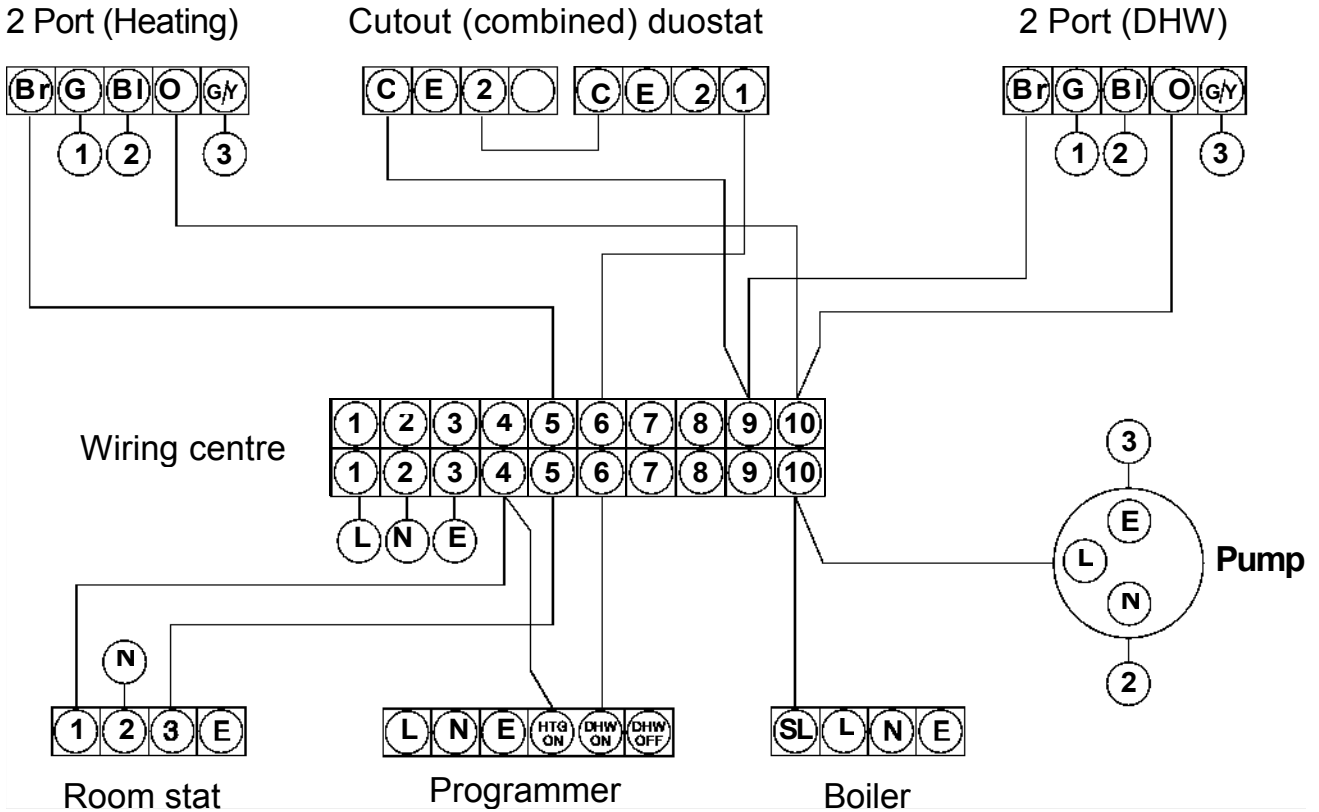 2 Port (Heating) Cutout (combined) duostat 2 Port (DHW)
Br G Bl O G/Y C E 2 C E 2 1 Br G Bl O G/Y
1 2 3 1 2 3
Wiring centre
1 2 3 4 5 6 7 8 9 10
1 2 3 4 5 6 7 8 9 10
L N E
3
E
L
N
Pump
2
N
1 2 3 E
Room stat
L N E HTG ON DHW ON DHW OFF
Programmer
SL L N E
Boiler